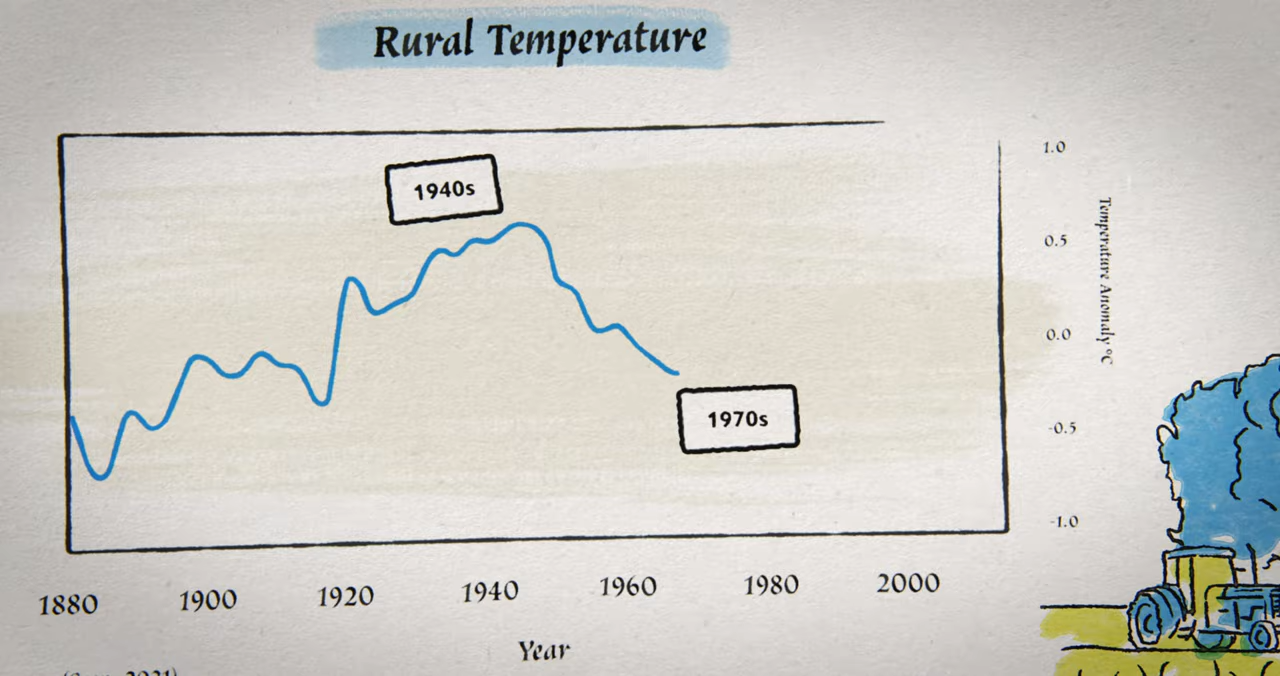 Rural Temperature
1940s
1970s
1.0
0.5
0.0
-0.5
-1.0
Temperature Anomaly °C
1880 1900 1920 1940 1960 1980 2000
Year